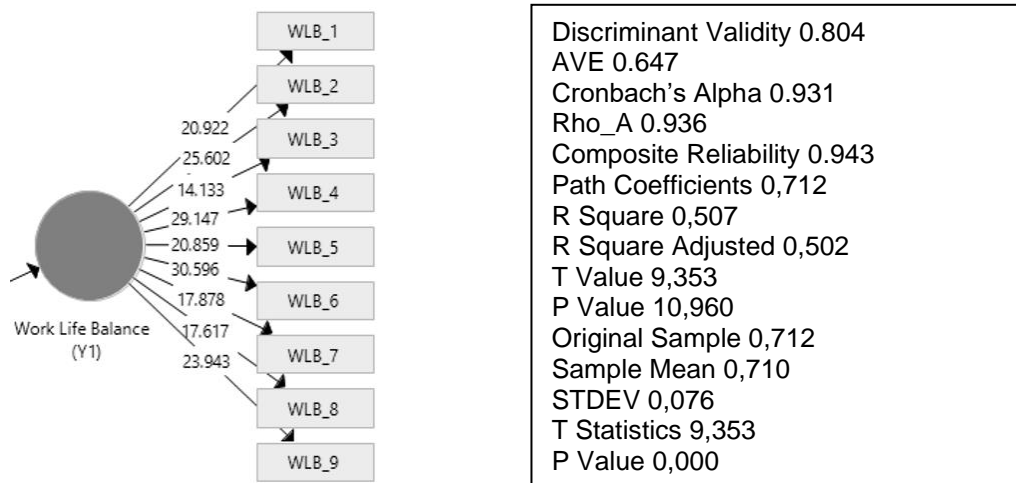 WLB_1
WLB_2
WLB_3
WLB_4
WLB_5
WLB_6
WLB_7
WLB_8
WLB_9
20.922
25.602
14.133
29.147
20.859
30.596
17.878
17.617
23.943
Work Life Balance
(Y1)
Discriminant Validity 0.804
AVE 0.647
Cronbach’s Alpha 0.931
Rho_A 0.936
Composite Reliability 0.943
Path Coefficients 0,712
R Square 0,507
R Square Adjusted 0,502
T Value 9,353
P Value 10,960
Original Sample 0,712
Sample Mean 0,710
STDEV 0,076
T Statistics 9,353
P Value 0,000